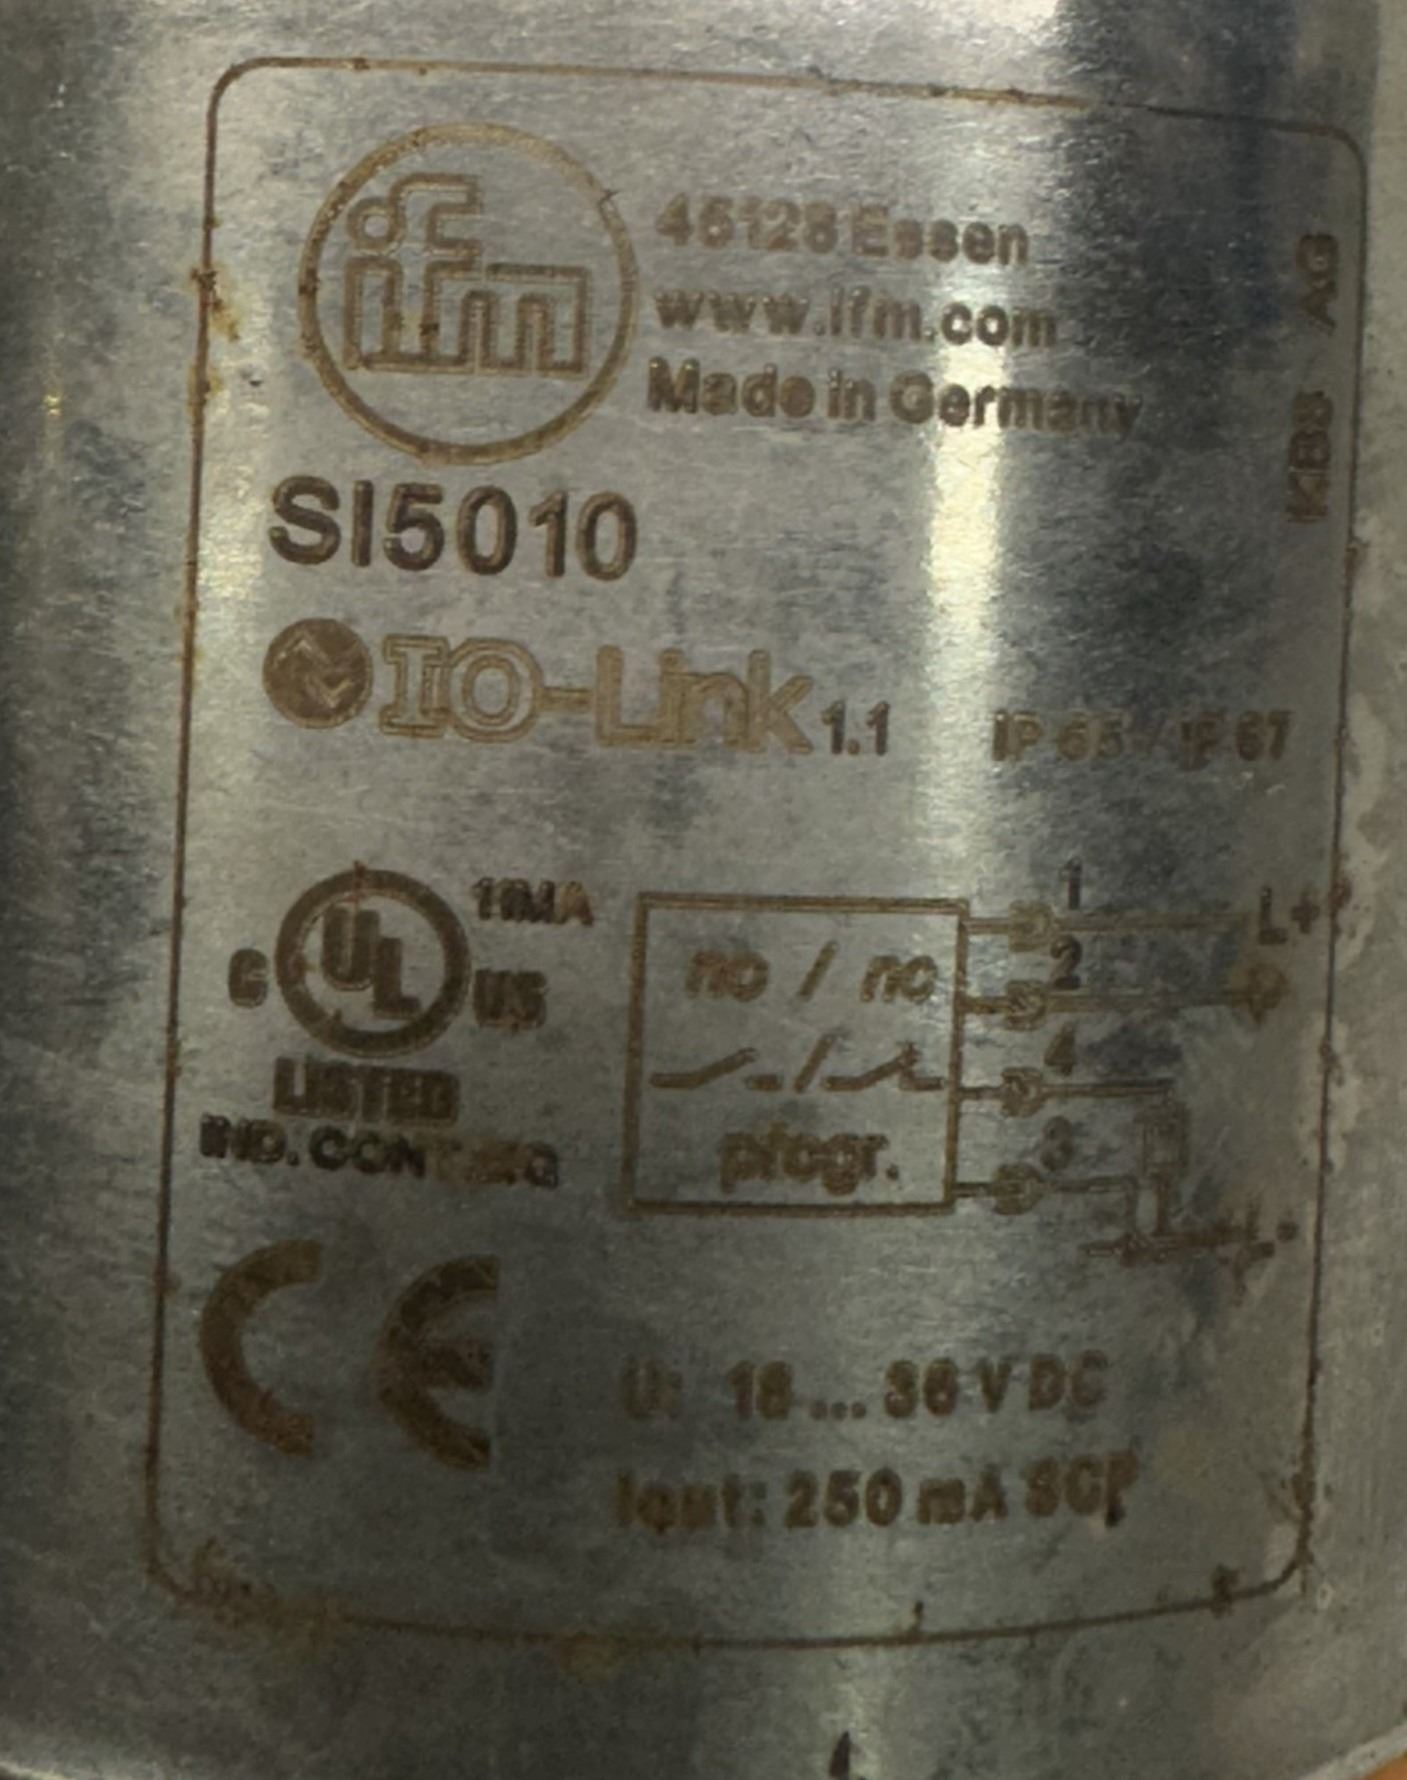 ifm
45128 Essen
www.ifm.com
Made in Germany
AG
SI5010
IO-Link 1.1
IP 65 / IP 67
C UL US
LISTED
IND. CONT. EQ
no / nc
progr.
1
L+
2
4
3
L-
CE
U: 18 ... 36 V DC
Iout: 250 mA SCP